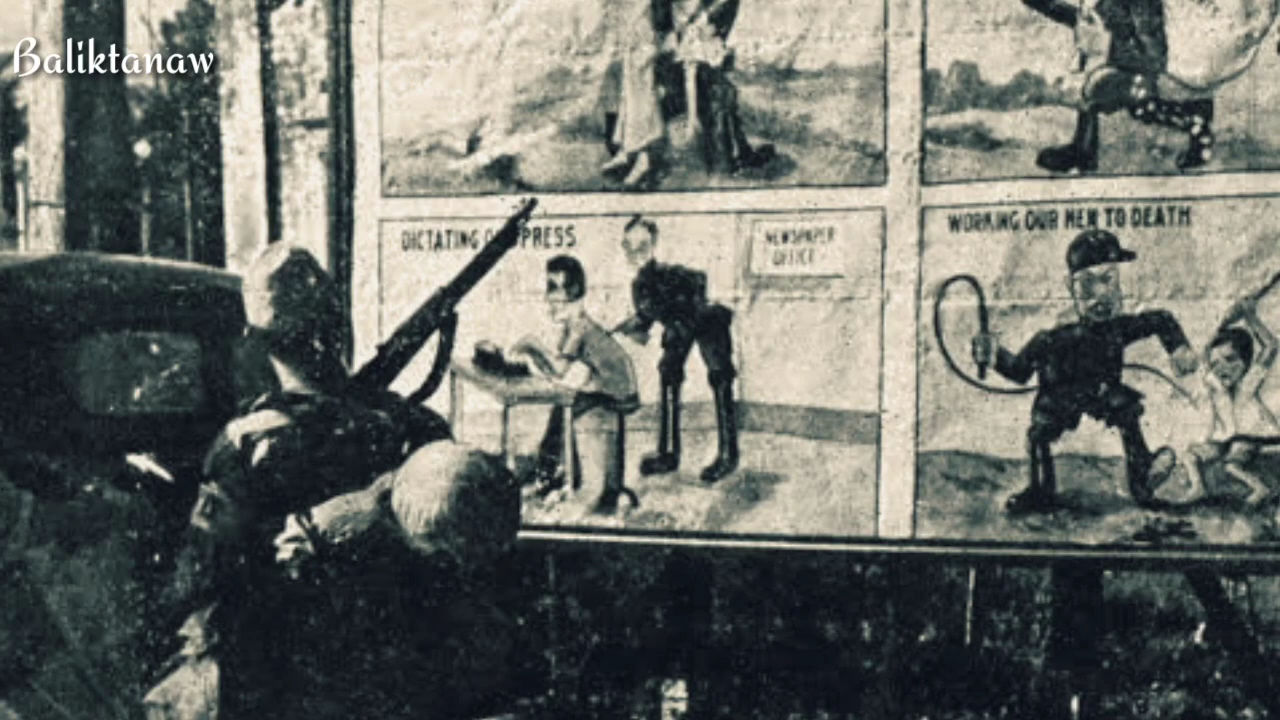 Baliktanaw
DICTATING PRESS
NEWSPAPER
OFFICE
WORKING OUR MEN TO DEATH